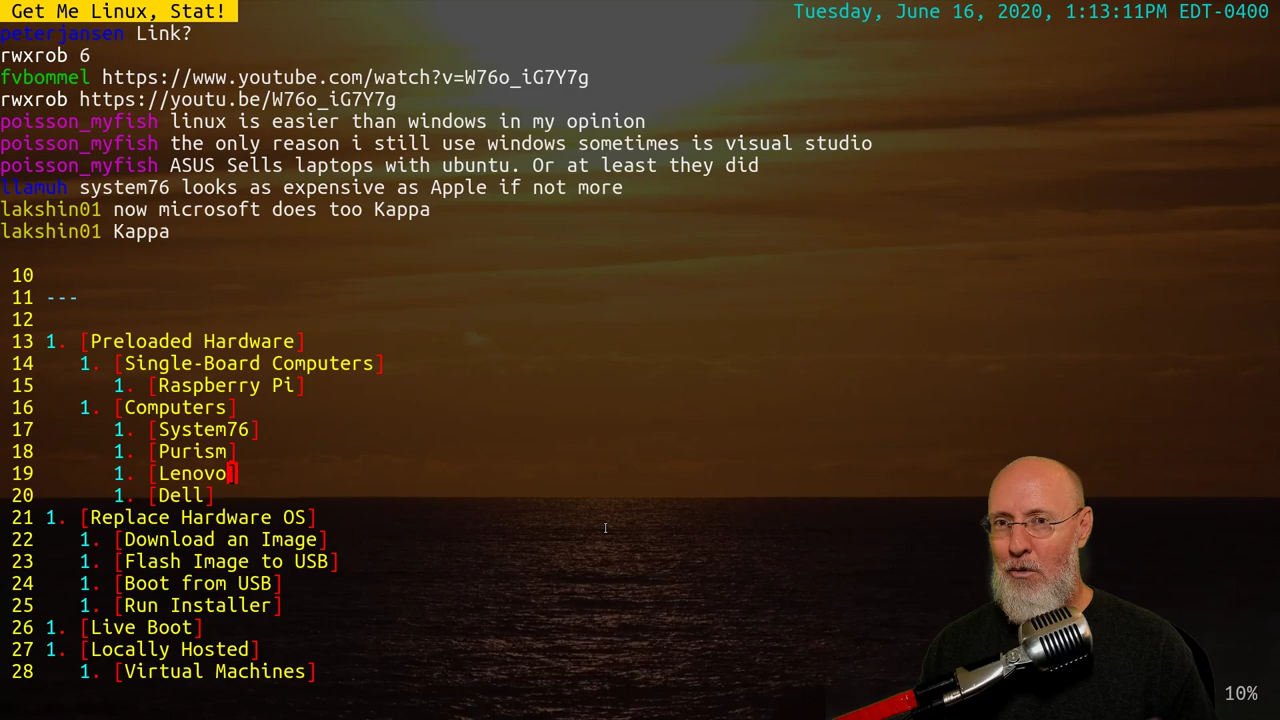 Get Me Linux, Stat!
Tuesday, June 16, 2020, 1:13:11PM EDT-0400
peterjansen Link?
rwxrob 6
fvbommel https://www.youtube.com/watch?v=W76o_iG7Y7g
rwxrob https://youtu.be/W76o_iG7Y7g
poisson_myfish linux is easier than windows in my opinion
poisson_myfish the only reason i still use windows sometimes is visual studio
poisson_myfish ASUS Sells laptops with ubuntu. Or at least they did
llamuh system76 looks as expensive as Apple if not more
lakshin01 now microsoft does too Kappa
lakshin01 Kappa
10
11 ---
12
13 1. [Preloaded Hardware]
14 1. [Single-Board Computers]
15 1. [Raspberry Pi]
16 1. [Computers]
17 1. [System76]
18 1. [Purism]
19 1. [Lenovo]
20 1. [Dell]
21 1. [Replace Hardware OS]
22 1. [Download an Image]
23 1. [Flash Image to USB]
24 1. [Boot from USB]
25 1. [Run Installer]
26 1. [Live Boot]
27 1. [Locally Hosted]
28 1. [Virtual Machines]
10%